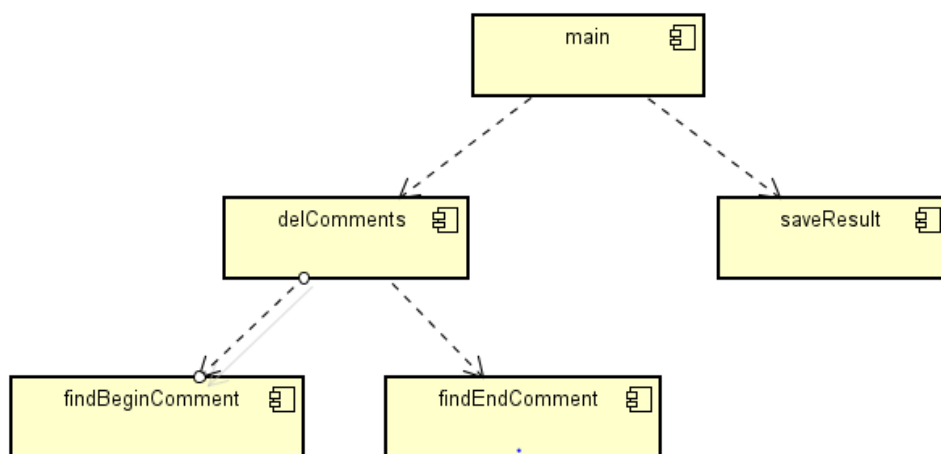 main
delComments
saveResult
findBeginComment
findEndComment